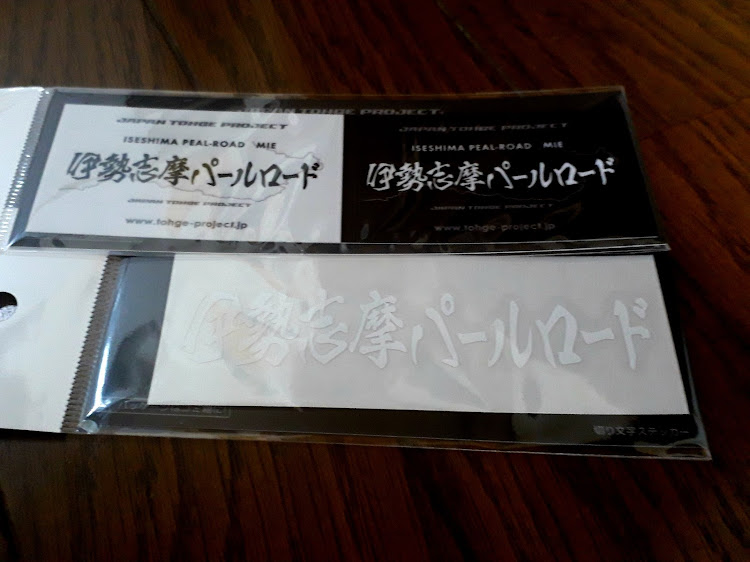 JAPAN TOHGE PROJECT
JAPAN TOHGE PROJECT
ISESHIMA PEAL-ROAD MIE
伊勢志摩パールロード
JAPAN TOHGE PROJECT
www.tohge-project.jp
JAPAN TOHGE PROJECT
ISESHIMA PEAL-ROAD MIE
伊勢志摩パールロード
JAPAN TOHGE PROJECT
www.tohge-project.jp
伊勢志摩パールロード
切り文字ステッカー